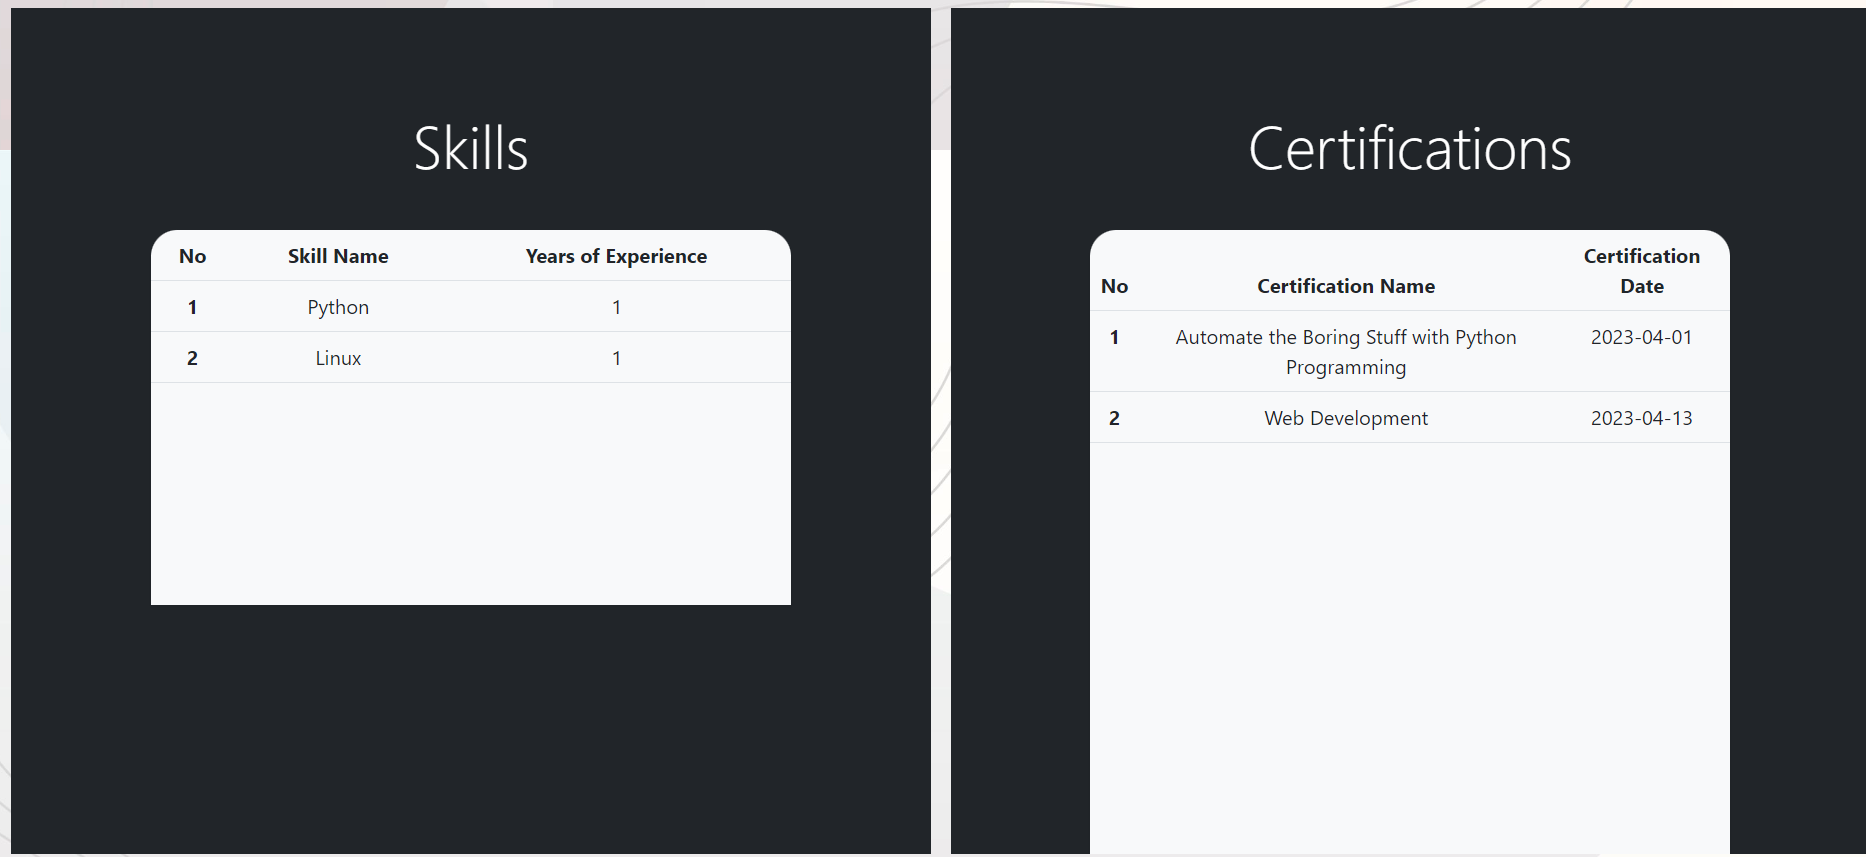 Skills
No Skill Name Years of Experience
1 Python 1
2 Linux 1
Certifications
Certification
No Certification Name Date
1 Automate the Boring Stuff with Python 2023-04-01
Programming
2 Web Development 2023-04-13